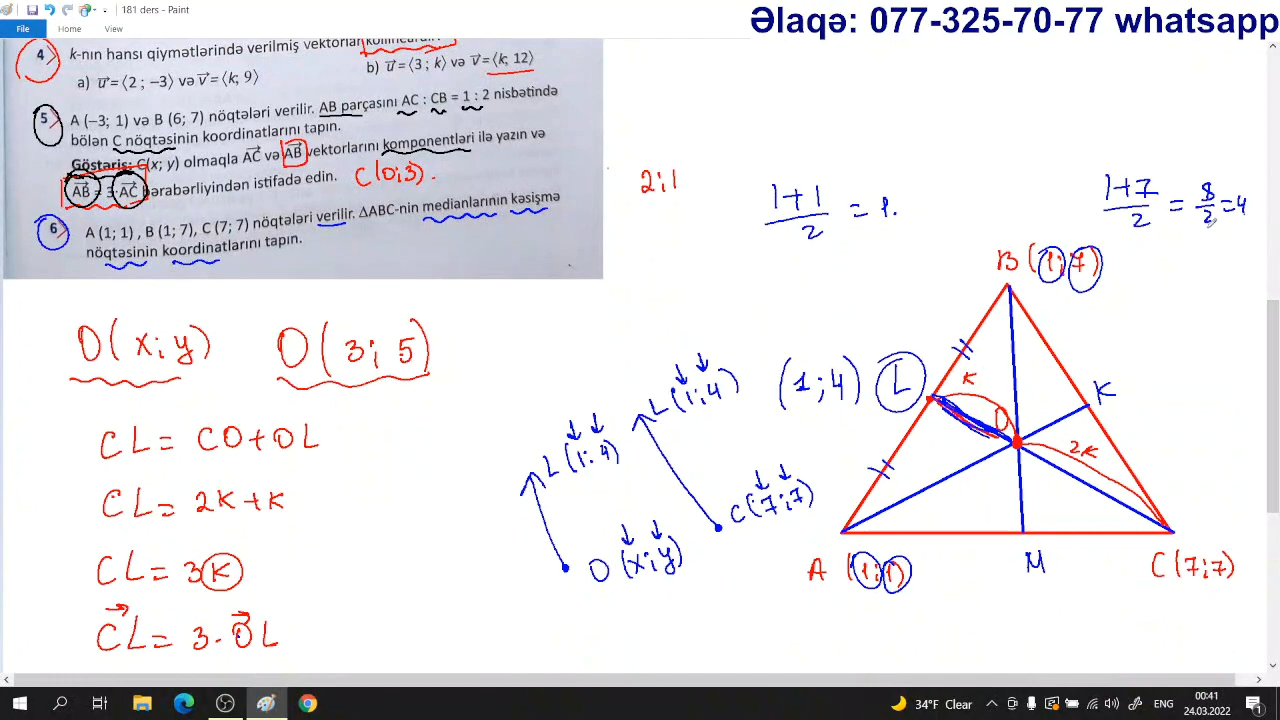 181 ders - Paint
Əlaqə: 077-325-70-77 whatsapp
File Home View
4 k-nın hansı qiymətlərində verilmiş vektorlar kollineardır?
a) u = ⟨2 ; −3⟩ və v = ⟨k; 9⟩
b) u = ⟨3 ; k⟩ və v = ⟨k; 12⟩
5 A (−3; 1) və B (6; 7) nöqtələri verilir. AB parçasını AC : CB = 1 : 2 nisbətində
bölən C nöqtəsinin koordinatlarını tapın.
Göstəriş: C(x; y) olmaqla AC və AB vektorlarını komponentləri ilə yazın və
AB = 3·AC bərabərliyindən istifadə edin.
C(0;3).
6 A (1; 1) , B (1; 7), C (7; 7) nöqtələri verilir. ΔABC-nin medianlarının kəsişmə
nöqtəsinin koordinatlarını tapın.
2;1
1+1/2 = 1.
1+7/2 = 8/2 = 4
B (1;7)
O(x;y) O(3;5)
L (1;4)
(1;4) L
K
K
O
2K
CL = CO+OL
L (1;4)
C (7;7)
CL = 2K+K
O (x;y)
A (1;1)
M
C(7;7)
CL = 3K
CL = 3·OL
34°F Clear
ENG
00:41
24.03.2022
1